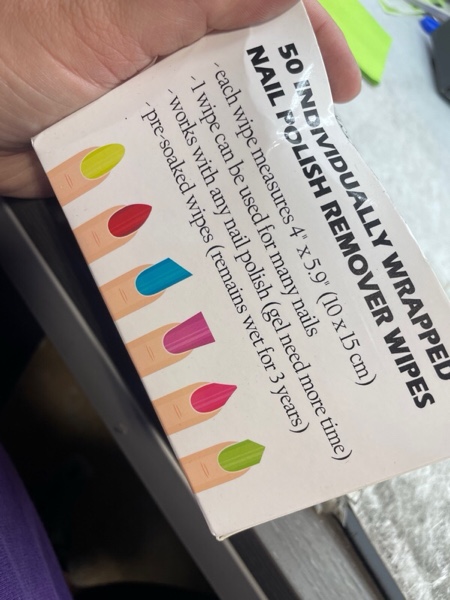 50 INDIVIDUALLY WRAPPED
NAIL POLISH REMOVER WIPES
-each wipe measures 4" x 5.9" (10 x 15 cm)
-1 wipe can be used for many nails
-works with any nail polish (gel need more time)
-pre-soaked wipes (remains wet for 3 years)